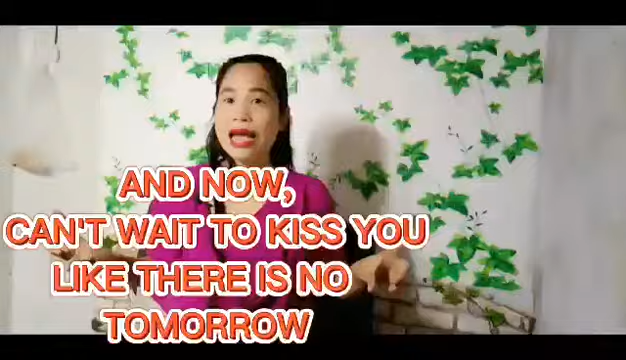 AND NOW,
CAN'T WAIT TO KISS YOU
LIKE THERE IS NO
TOMORROW